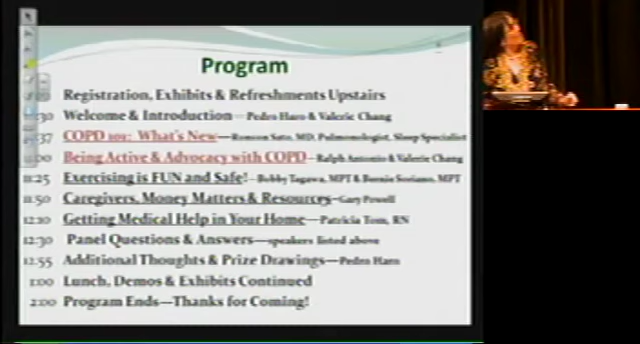 Program
Registration, Exhibits & Refreshments Upstairs
:30 Welcome & Introduction—Pedro Haro & Valerie Chang
:37 COPD 101: What's New—Ronson Sato, MD, Pulmonologist, Sleep Specialist
:00 Being Active & Advocacy with COPD—Ralph Antonio & Valerie Chang
11:25 Exercising is FUN and Safe!—Bobby Tagawa, MPT & Bonnie Soriano, MPT
11:50 Caregivers, Money Matters & Resources—Gary Powell
12:10 Getting Medical Help in Your Home—Patricia Tom, RN
12:30 Panel Questions & Answers—speakers listed above
12:55 Additional Thoughts & Prize Drawings—Pedro Haro
1:00 Lunch, Demos & Exhibits Continued
2:00 Program Ends—Thanks for Coming!